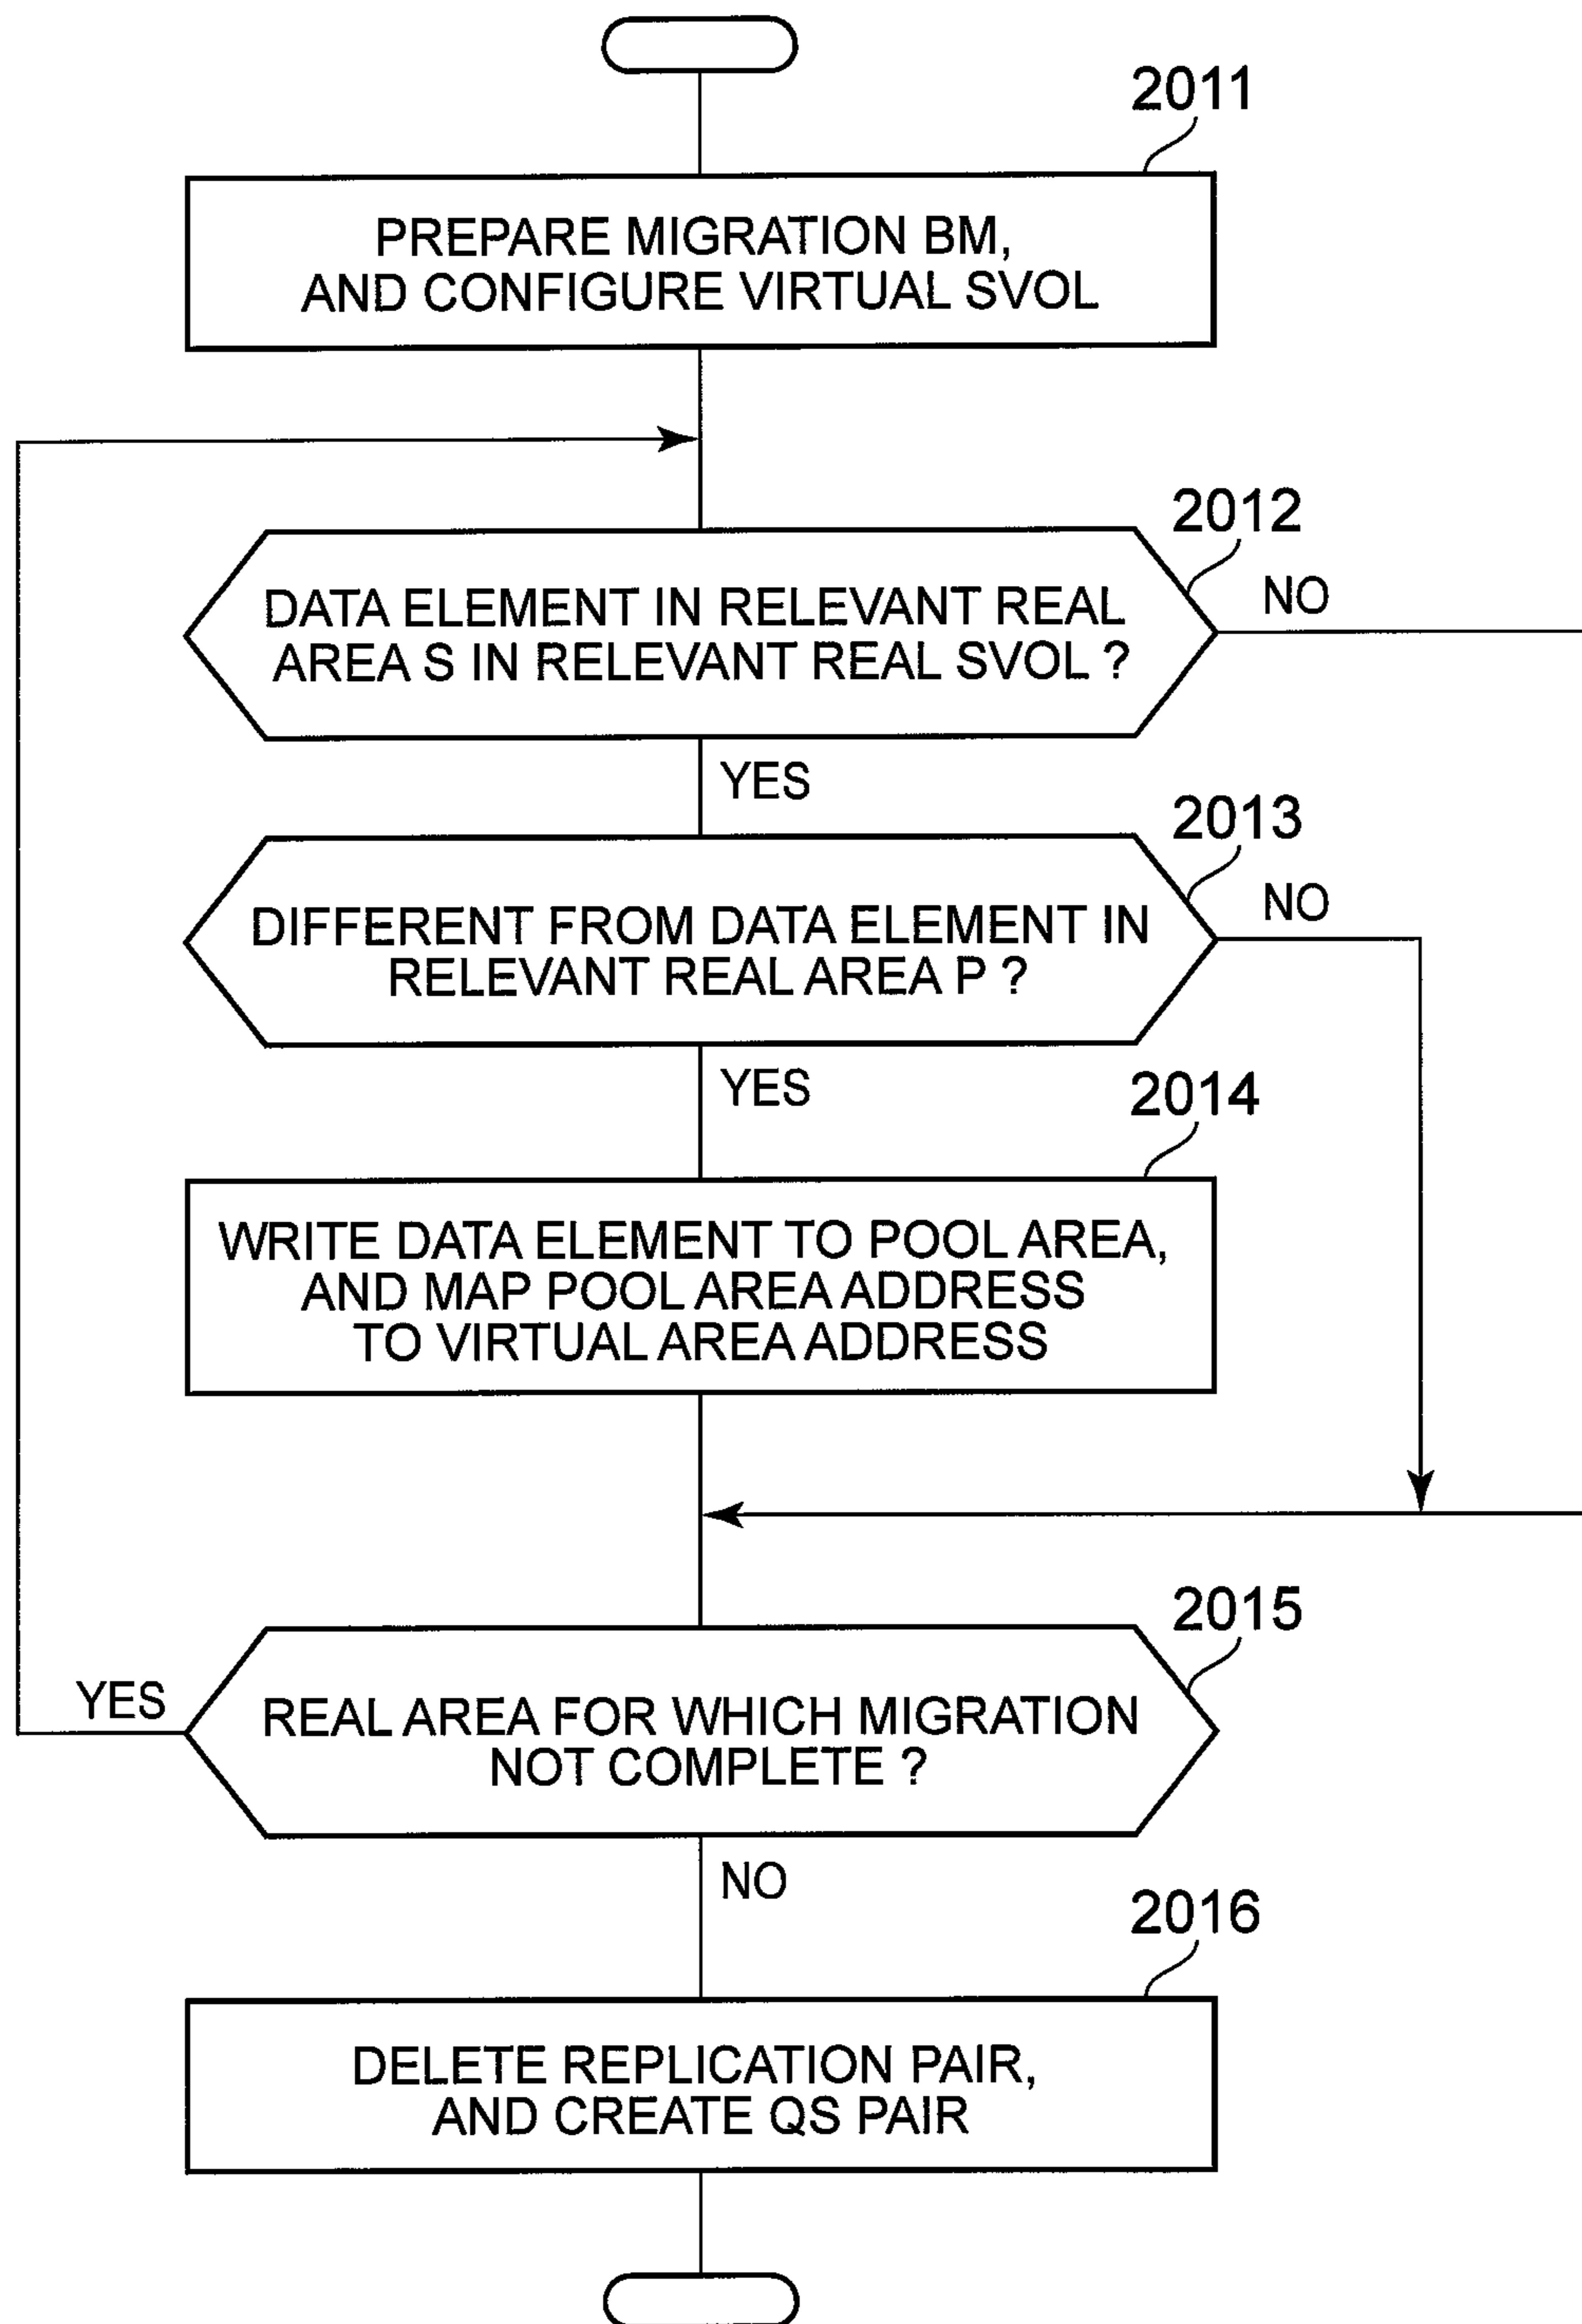 2011
PREPARE MIGRATION BM,
AND CONFIGURE VIRTUAL SVOL
2012
NO
DATA ELEMENT IN RELEVANT REAL
AREA S IN RELEVANT REAL SVOL ?
YES
2013
NO
DIFFERENT FROM DATA ELEMENT IN
RELEVANT REAL AREA P ?
YES
2014
WRITE DATA ELEMENT TO POOL AREA,
AND MAP POOL AREA ADDRESS
TO VIRTUAL AREA ADDRESS
2015
YES
REAL AREA FOR WHICH MIGRATION
NOT COMPLETE ?
NO
2016
DELETE REPLICATION PAIR,
AND CREATE QS PAIR